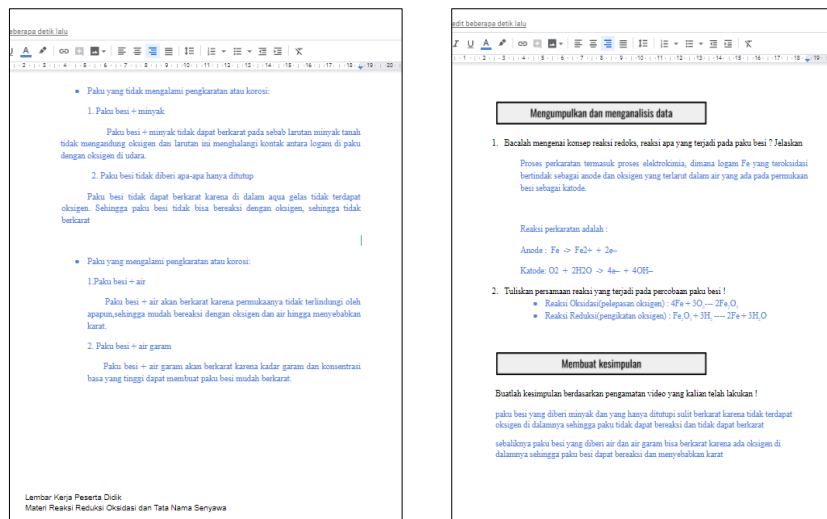 eberapa detik lalu
Paku yang tidak mengalami pengkaratan atau korosi:
1. Paku besi + minyak
Paku besi + minyak tidak dapat berkarat pada sebab larutan minyak tanah
tidak mengandung oksigen dan larutan ini menghalangi kontak antara logam di paku
dengan oksigen di udara.
2. Paku besi tidak diberi apa-apa hanya ditutup
Paku besi tidak dapat berkarat karena di dalam aqua gelas tidak terdapat
oksigen. Sehingga paku besi tidak bisa bereaksi dengan oksigen, sehingga tidak
berkarat
Paku yang mengalami pengkaratan atau korosi:
1.Paku besi + air
Paku besi + air akan berkarat karena permukaanya tidak terlindungi oleh
apapun,sehingga mudah bereaksi dengan oksigen dan air hingga menyebabkan
karat.
2. Paku besi + air garam
Paku besi + air garam akan berkarat karena kadar garam dan konsentrasi
basa yang tinggi dapat membuat paku besi mudah berkarat.
Lembar Kerja Peserta Didik
Materi Reaksi Reduksi Oksidasi dan Tata Nama Senyawa
edit beberapa detik lalu
Mengumpulkan dan menganalisis data
1. Bacalah mengenai konsep reaksi redoks, reaksi apa yang terjadi pada paku besi ? Jelaskan
Proses perkaratan termasuk proses elektrokimia, dimana logam Fe yang teroksidasi
bertindak sebagai anode dan oksigen yang terlarut dalam air yang ada pada permukaan
besi sebagai katode.
Reaksi perkaratan adalah :
Anode : Fe -> Fe2+ + 2e–
Katode: O2 + 2H2O -> 4e– + 4OH–
2. Tuliskan persamaan reaksi yang terjadi pada percobaan paku besi !
Reaksi Oksidasi(pelepasan oksigen) : 4Fe + 3O₂--- 2Fe₂O₃
Reaksi Reduksi(pengikatan oksigen) : Fe₂O₃ + 3H₂ ---- 2Fe + 3H₂O
Membuat kesimpulan
Buatlah kesimpulan berdasarkan pengamatan video yang kalian telah lakukan !
paku besi yang diberi minyak dan yang hanya ditutupi sulit berkarat karena tidak terdapat
oksigen di dalamnya sehingga paku tidak dapat bereaksi dan tidak dapat berkarat
sebaliknya paku besi yang diberi air dan air garam bisa berkarat karena ada oksigen di
dalamnya sehingga paku besi dapat bereaksi dan menyebabkan karat